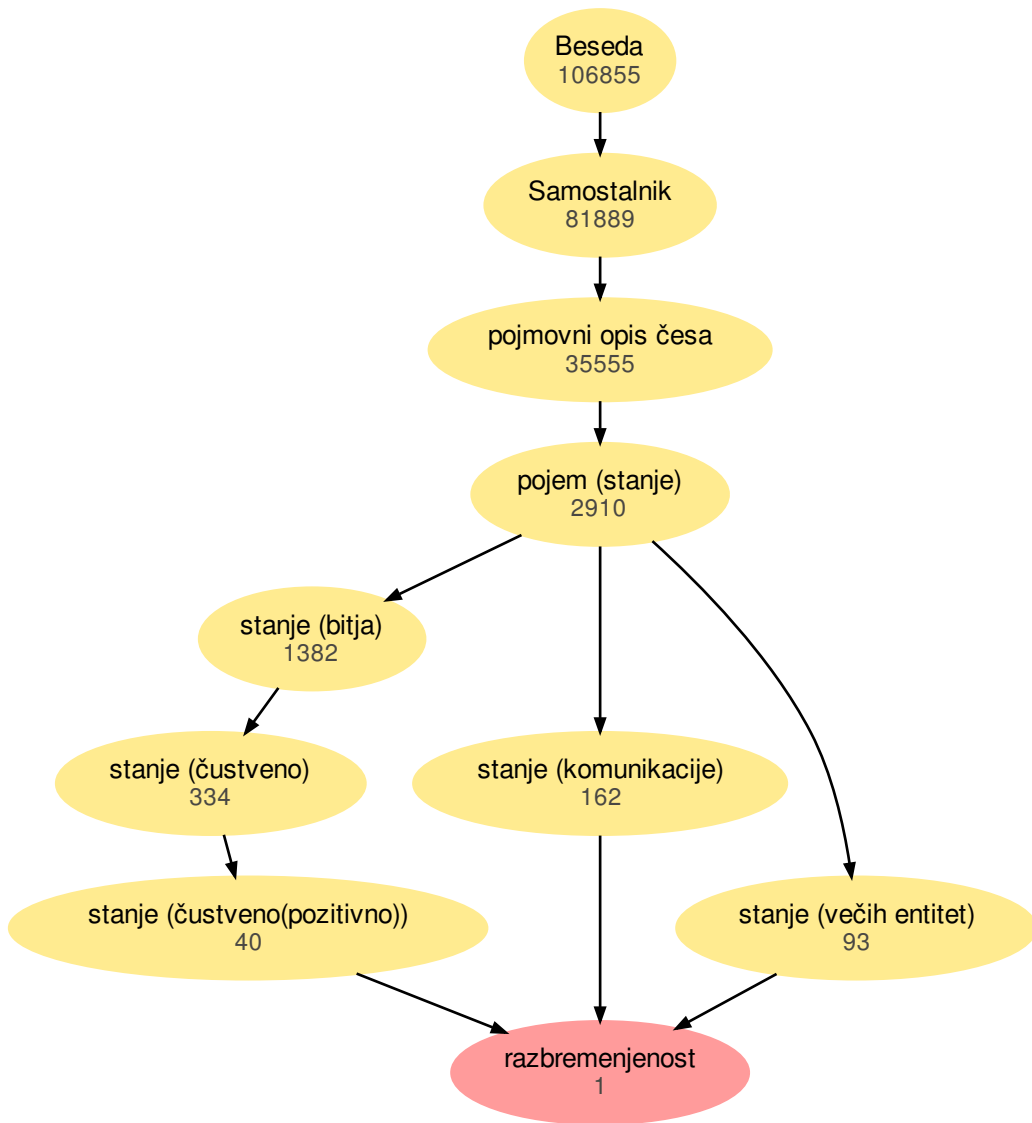 Beseda
106855
Samostalnik
81889
pojmovni opis česa
35555
pojem (stanje)
2910
stanje (bitja)
1382
stanje (čustveno)
334
stanje (komunikacije)
162
stanje (čustveno(pozitivno))
40
stanje (večih entitet)
93
razbremenjenost
1